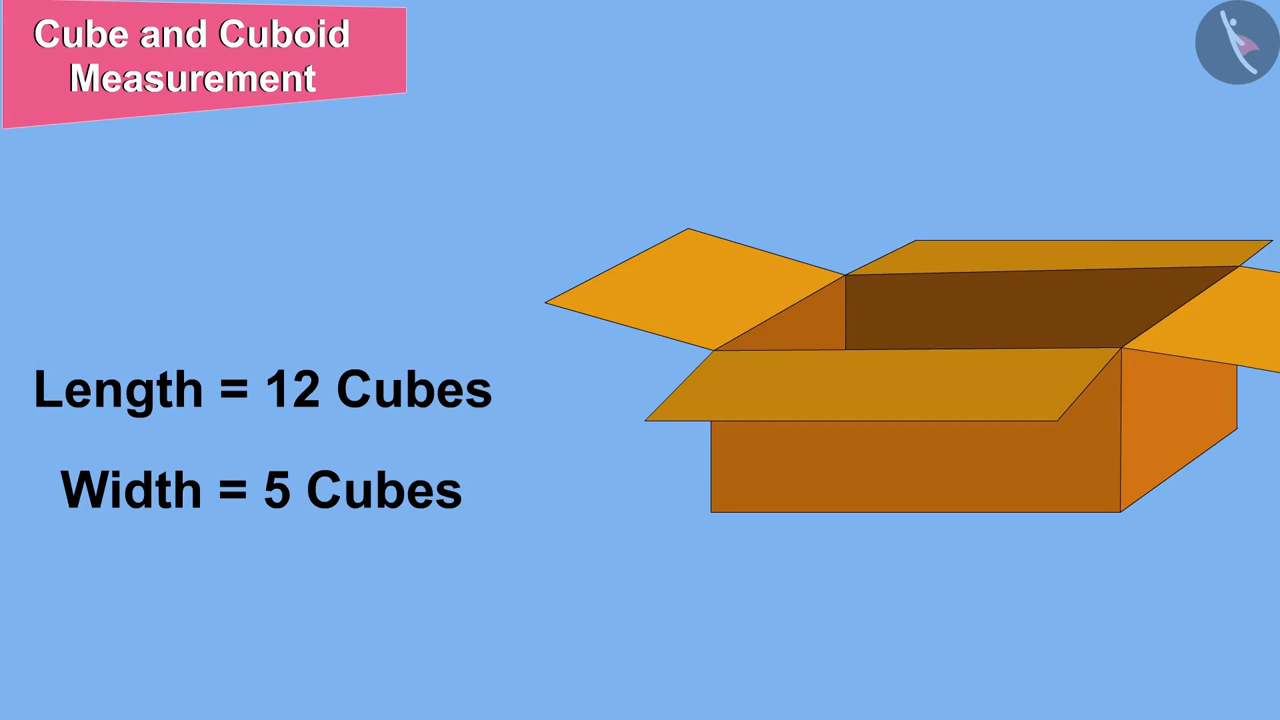 Cube and Cuboid
Measurement
Length = 12 Cubes
Width = 5 Cubes